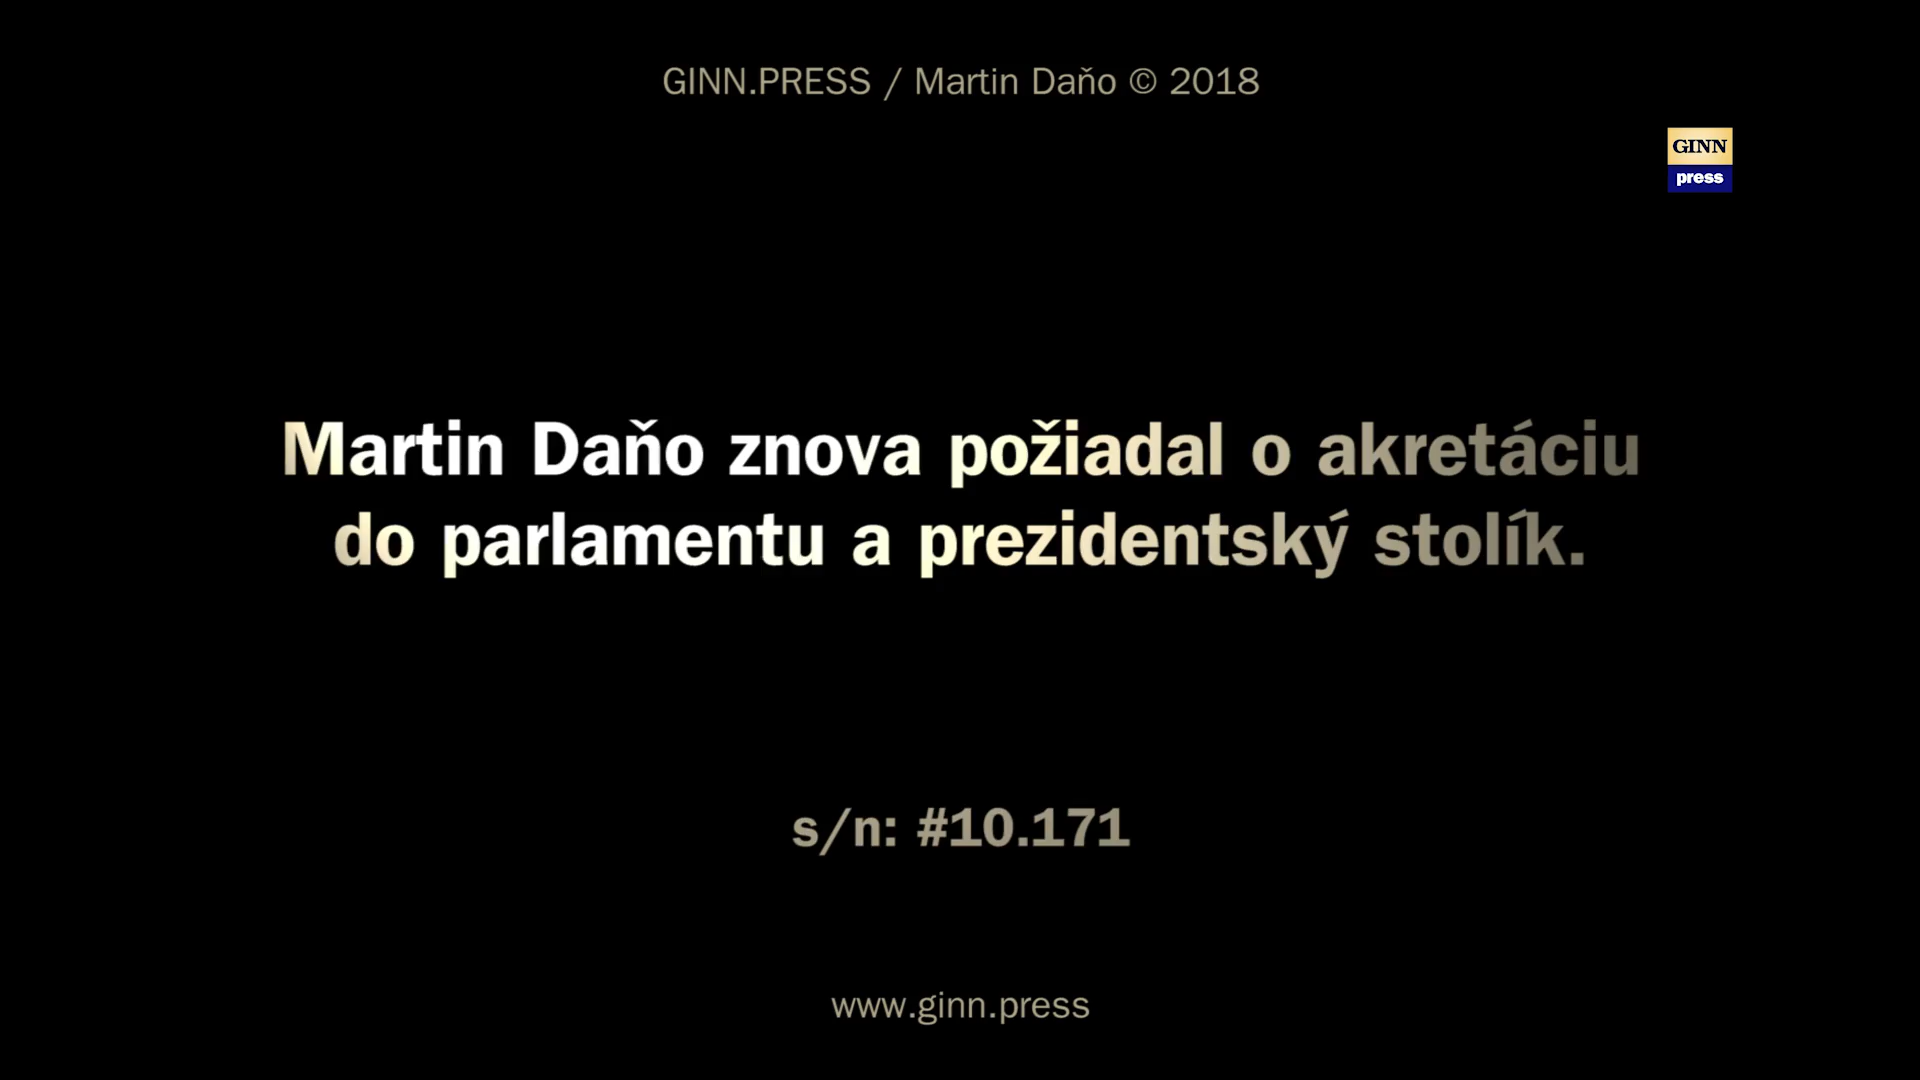 GINN.PRESS / Martin Daňo © 2018
GINN
press
Martin Daňo znova požiadal o akretáciu
do parlamentu a prezidentský stolík.
s/n: #10.171
www.ginn.press